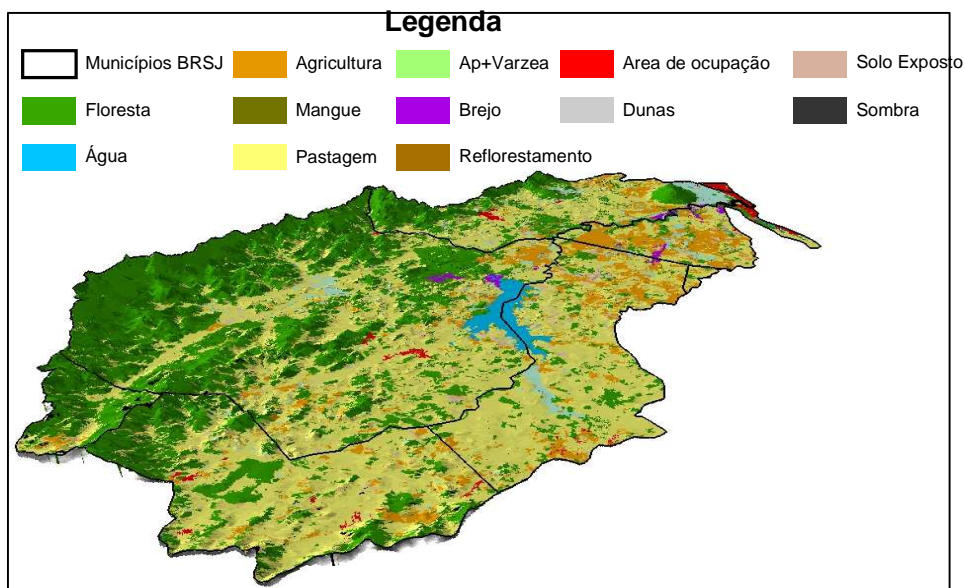 Legenda
Municípios BRSJ Agricultura Ap+Varzea Area de ocupação Solo Exposto
Floresta Mangue Brejo Dunas Sombra
Água Pastagem Reflorestamento